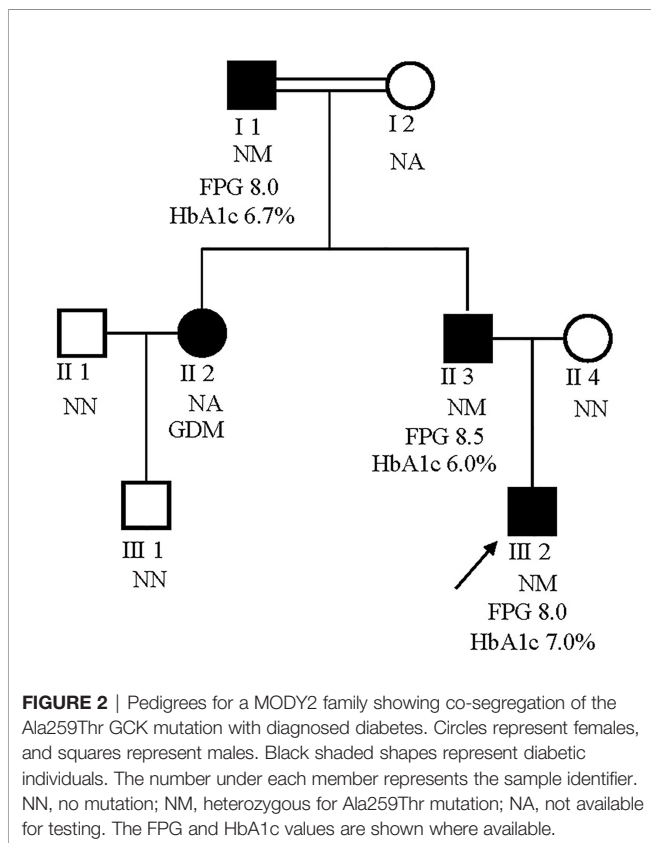 I 1
I 2
NM
NA
FPG 8.0
HbA1c 6.7%
II 1
II 2
II 3
II 4
NN
NA
NM
NN
GDM
FPG 8.5
HbA1c 6.0%
III 1
III 2
NN
NM
FPG 8.0
HbA1c 7.0%
FIGURE 2 | Pedigrees for a MODY2 family showing co-segregation of the
Ala259Thr GCK mutation with diagnosed diabetes. Circles represent females,
and squares represent males. Black shaded shapes represent diabetic
individuals. The number under each member represents the sample identifier.
NN, no mutation; NM, heterozygous for Ala259Thr mutation; NA, not available
for testing. The FPG and HbA1c values are shown where available.